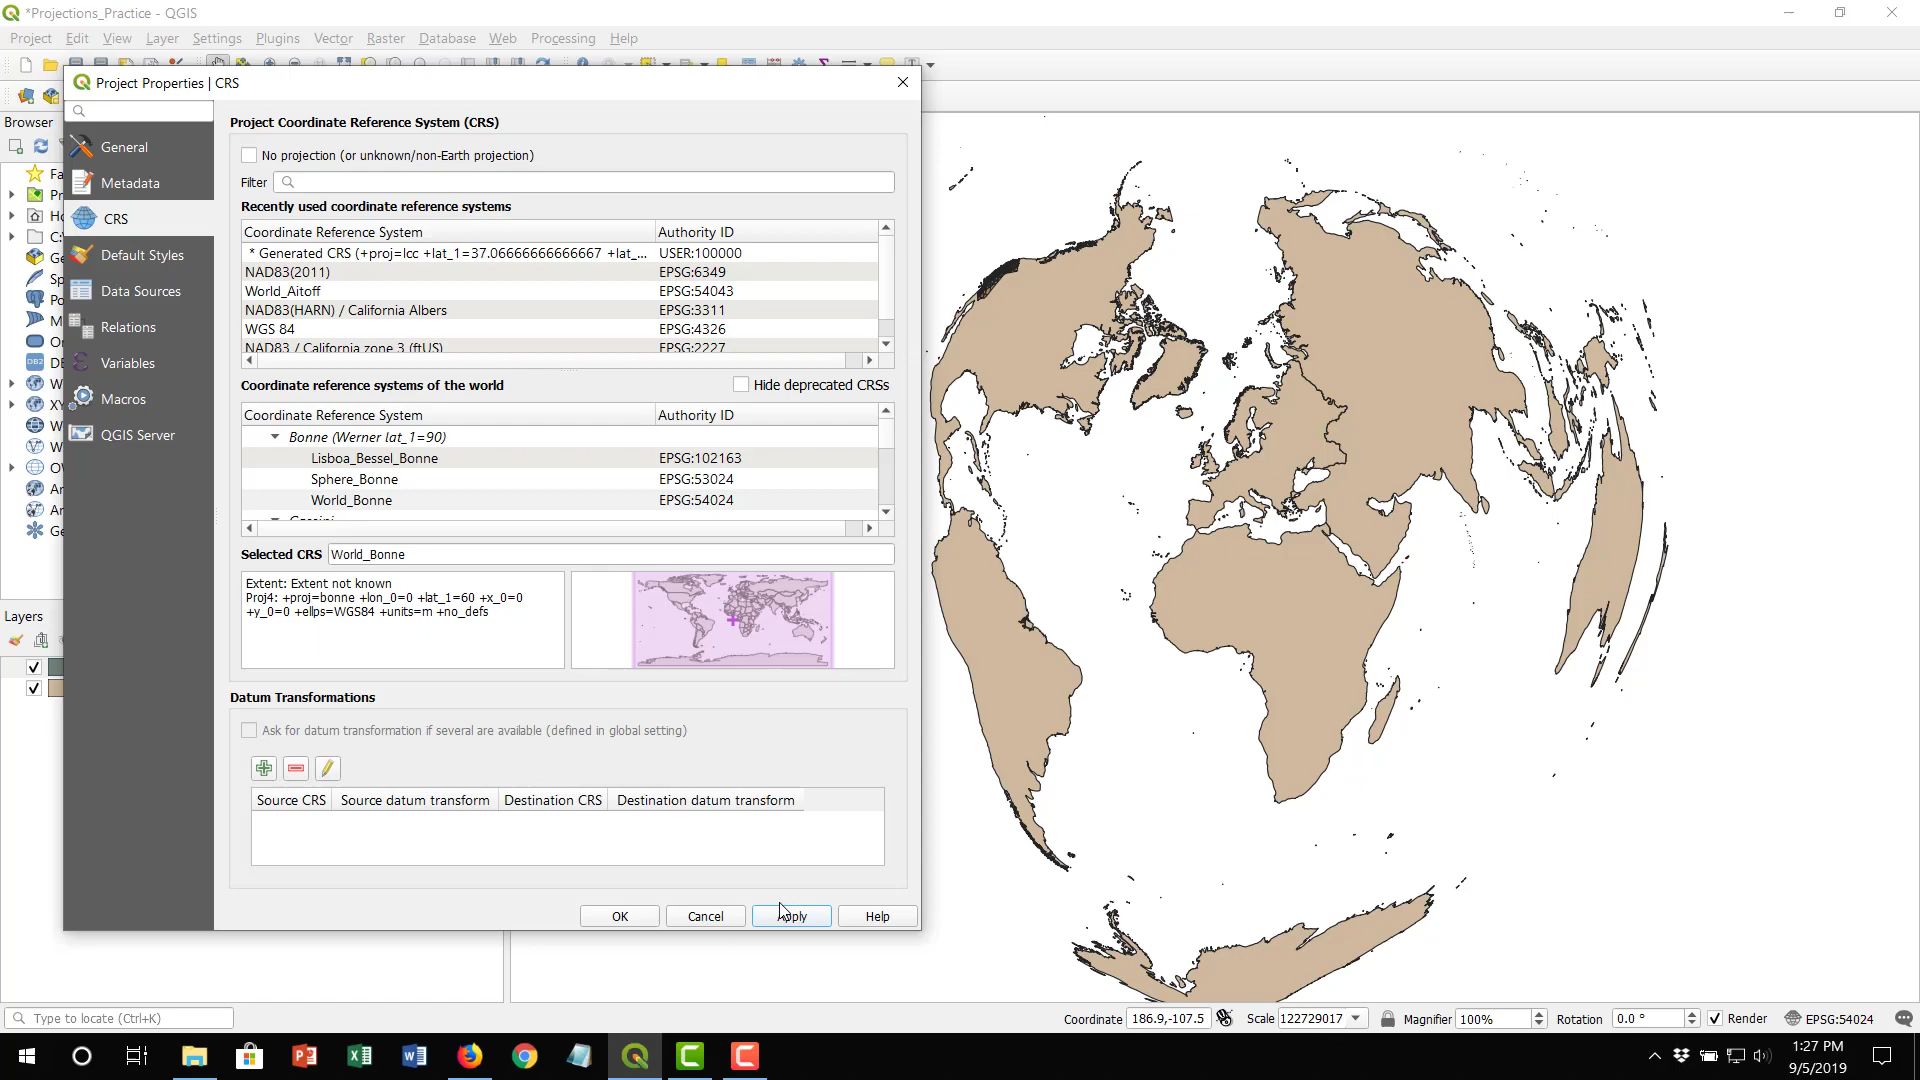 *Projections_Practice - QGIS
Project Edit View Layer Settings Plugins Vector Raster Database Web Processing Help
Project Properties | CRS
Browser
General
Metadata
CRS
Default Styles
Data Sources
Relations
Variables
Macros
QGIS Server
Project Coordinate Reference System (CRS)
No projection (or unknown/non-Earth projection)
Filter
Recently used coordinate reference systems
Coordinate Reference System Authority ID
* Generated CRS (+proj=lcc +lat_1=37.06666666666667 +lat_... USER:100000
NAD83(2011) EPSG:6349
World_Aitoff EPSG:54043
NAD83(HARN) / California Albers EPSG:3311
WGS 84 EPSG:4326
NAD83 / California zone 3 (ftUS) EPSG:2227
Coordinate reference systems of the world Hide deprecated CRSs
Coordinate Reference System Authority ID
Bonne (Werner lat_1=90)
Lisboa_Bessel_Bonne EPSG:102163
Sphere_Bonne EPSG:53024
World_Bonne EPSG:54024
Selected CRS World_Bonne
Extent: Extent not known
Proj4: +proj=bonne +lon_0=0 +lat_1=60 +x_0=0
+y_0=0 +ellps=WGS84 +units=m +no_defs
Datum Transformations
Ask for datum transformation if several are available (defined in global setting)
Source CRS Source datum transform Destination CRS Destination datum transform
OK Cancel Apply Help
Layers
Type to locate (Ctrl+K)
Coordinate 186.9,-107.5 Scale 122729017 Magnifier 100% Rotation 0.0 ° Render EPSG:54024
1:27 PM
9/5/2019